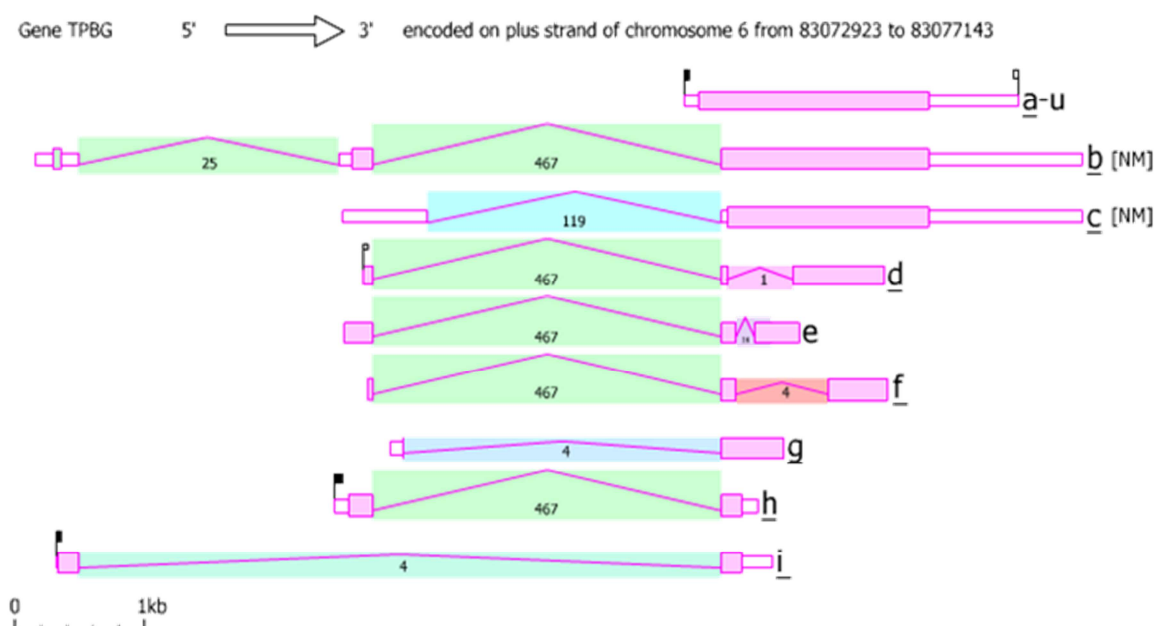 Gene TPBG 5' 3' encoded on plus strand of chromosome 6 from 83072923 to 83077143
a-u
25 467 b [NM]
119 c [NM]
467 1 d
467 e
467 4 f
4 g
467 h
4 i
0 1kb